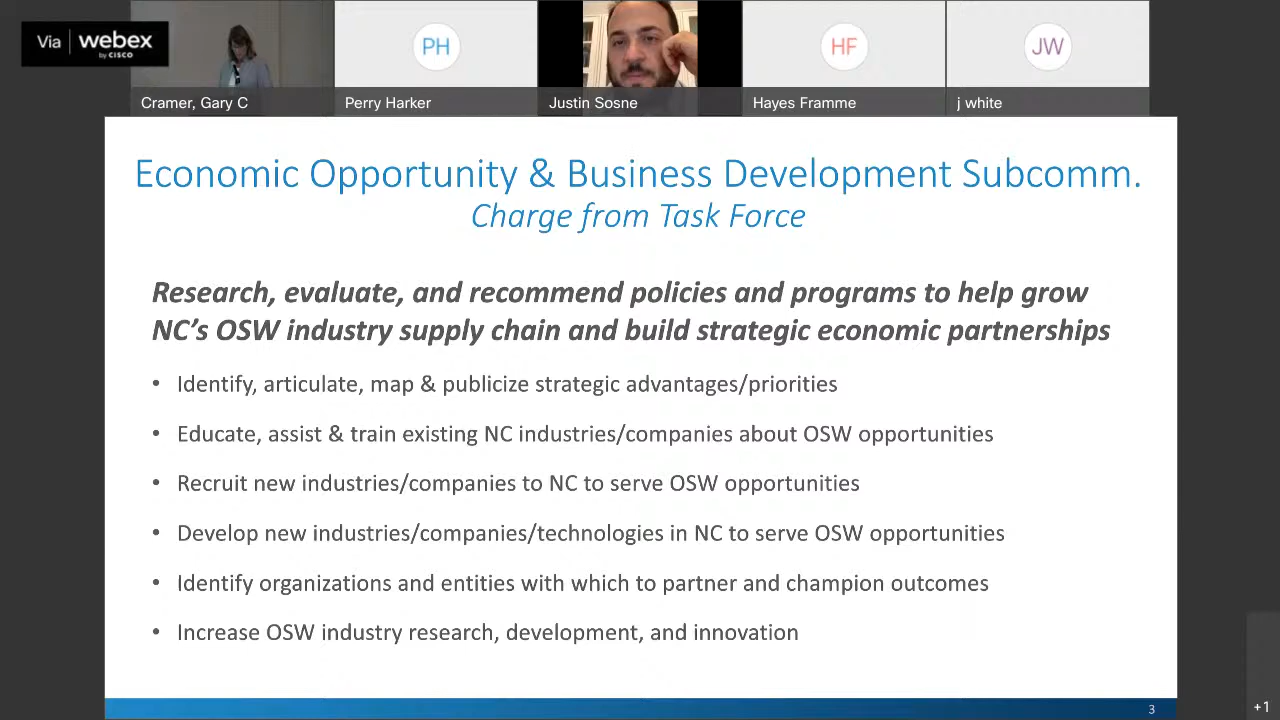 Via | webex
by CISCO
PH
HF
JW
Cramer, Gary C
Perry Harker
Justin Sosne
Hayes Framme
j white
Economic Opportunity & Business Development Subcomm.
Charge from Task Force
Research, evaluate, and recommend policies and programs to help grow
NC’s OSW industry supply chain and build strategic economic partnerships
• Identify, articulate, map & publicize strategic advantages/priorities
• Educate, assist & train existing NC industries/companies about OSW opportunities
• Recruit new industries/companies to NC to serve OSW opportunities
• Develop new industries/companies/technologies in NC to serve OSW opportunities
• Identify organizations and entities with which to partner and champion outcomes
• Increase OSW industry research, development, and innovation
3
+1